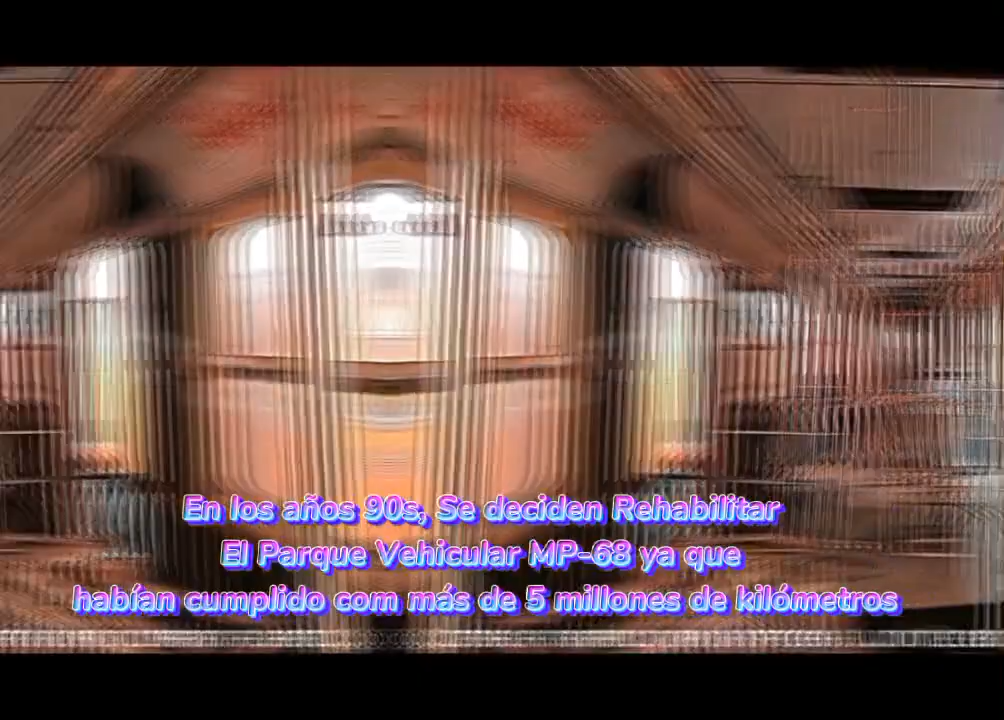 En los años 90s, Se deciden Rehabilitar
El Parque Vehicular MP-68 ya que
habían cumplido com más de 5 millones de kilómetros